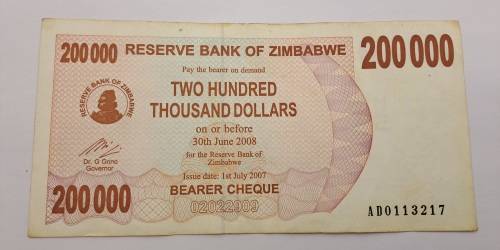 200 000 RESERVE BANK OF ZIMBABWE 200 000
Pay the bearer on demand
TWO HUNDRED
THOUSAND DOLLARS
on or before
30th June 2008
for the Reserve Bank of
Zimbabwe
Issue date: 1st July 2007
BEARER CHEQUE
02022909
RESERVE BANK OF ZIMBABWE
Dr. G Gono
Governor
200 000
AD0113217